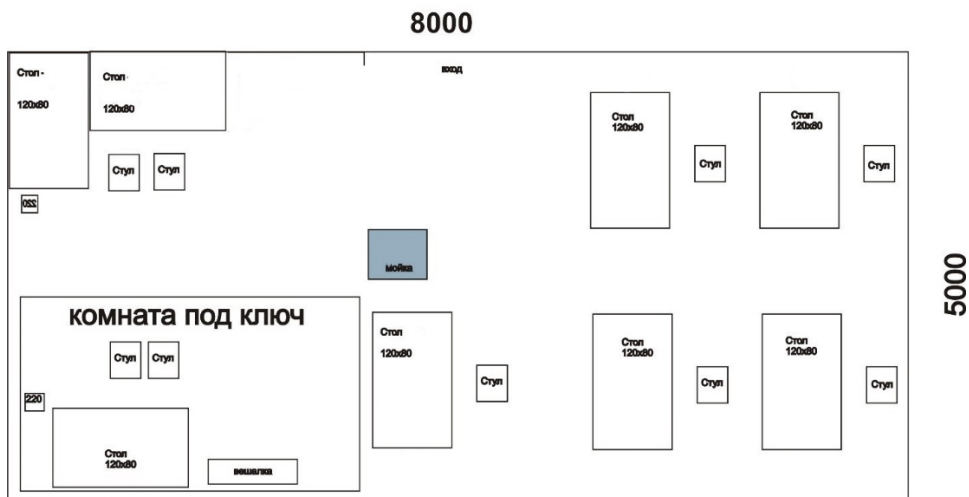 8000
Стол -
120x80
Стол -
120x80
вход
Стол
120x80
Стол
120x80
Стул
Стул
Стул
Стул
220
мойка
5000
комната под ключ
Стул
Стул
220
Стол
120x80
вешалка
Стол
120x80
Стул
Стол
120x80
Стул
Стол
120x80
Стул